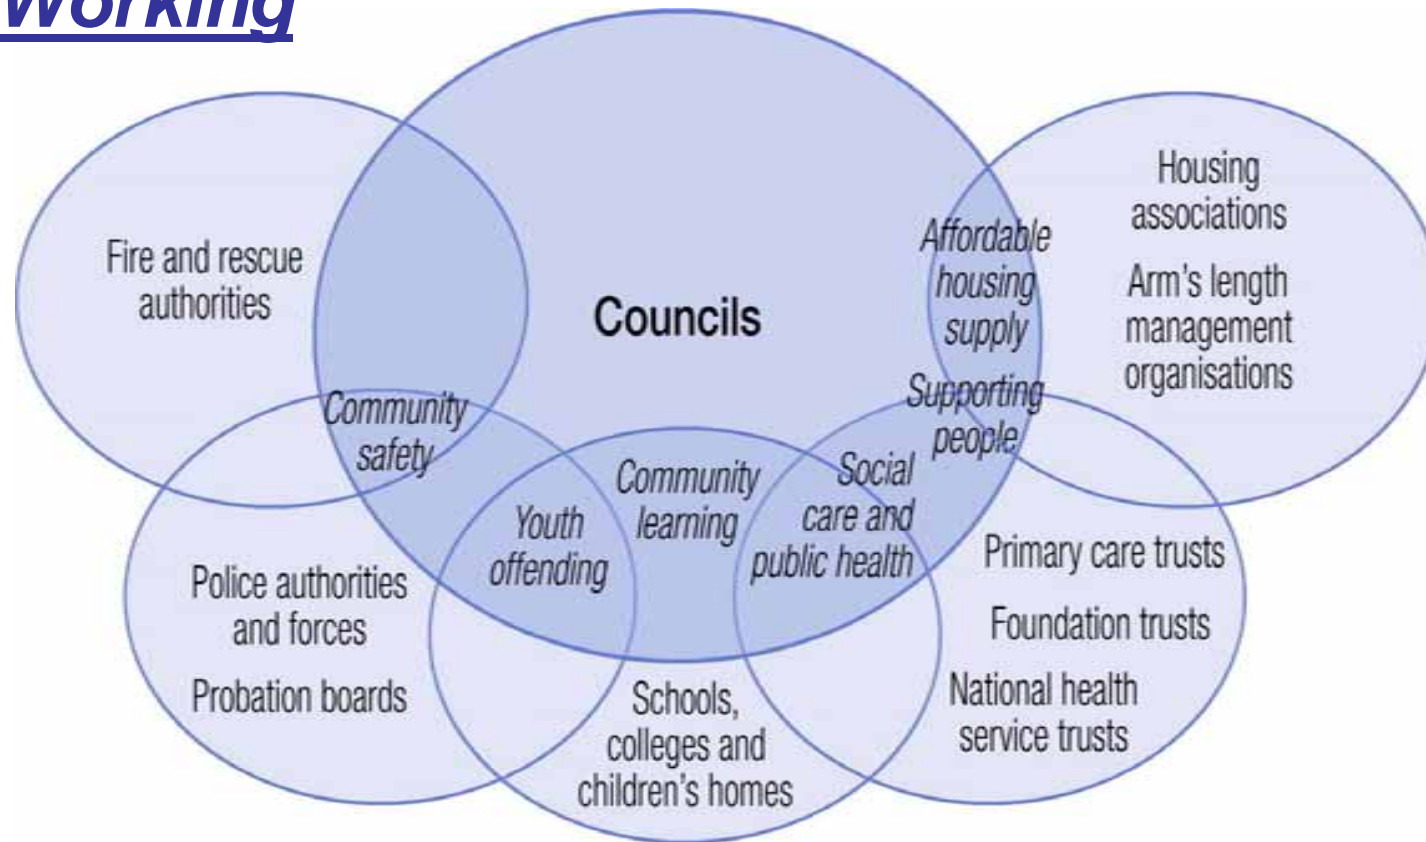 Working
Fire and rescue
authorities
Councils
Affordable
housing
supply
Housing
associations
Arm's length
management
organisations
Community
safety
Supporting
people
Youth
offending
Community
learning
Social
care and
public health
Police authorities
and forces
Probation boards
Schools,
colleges and
children's homes
Primary care trusts
Foundation trusts
National health
service trusts